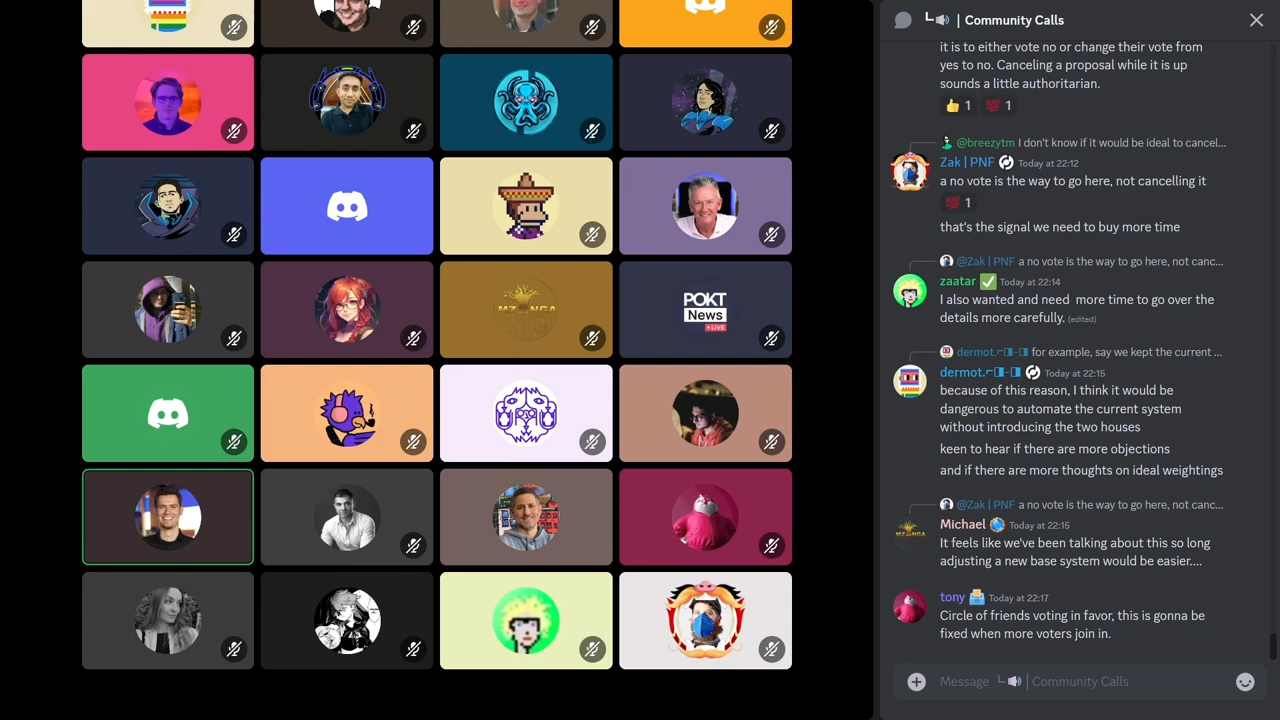 MZ NGA
POKT
News
LIVE
┗🔊 | Community Calls
it is to either vote no or change their vote from
yes to no. Canceling a proposal while it is up
sounds a little authoritarian.
👍 1 💯 1
@breezytm I don't know if it would be ideal to cancel...
Zak | PNF Today at 22:12
a no vote is the way to go here, not cancelling it
💯 1
that's the signal we need to buy more time
@Zak | PNF a no vote is the way to go here, not canc...
zaatar ✅ Today at 22:14
I also wanted and need more time to go over the
details more carefully. (edited)
dermot.⌐◨-◨ for example, say we kept the current ...
dermot.⌐◨-◨ Today at 22:15
because of this reason, I think it would be
dangerous to automate the current system
without introducing the two houses
keen to hear if there are more objections
and if there are more thoughts on ideal weightings
@Zak | PNF a no vote is the way to go here, not canc...
Michael Today at 22:15
It feels like we've been talking about this so long
adjusting a new base system would be easier....
tony 🗳️ Today at 22:17
Circle of friends voting in favor, this is gonna be
fixed when more voters join in.
Message ┗🔊 | Community Calls